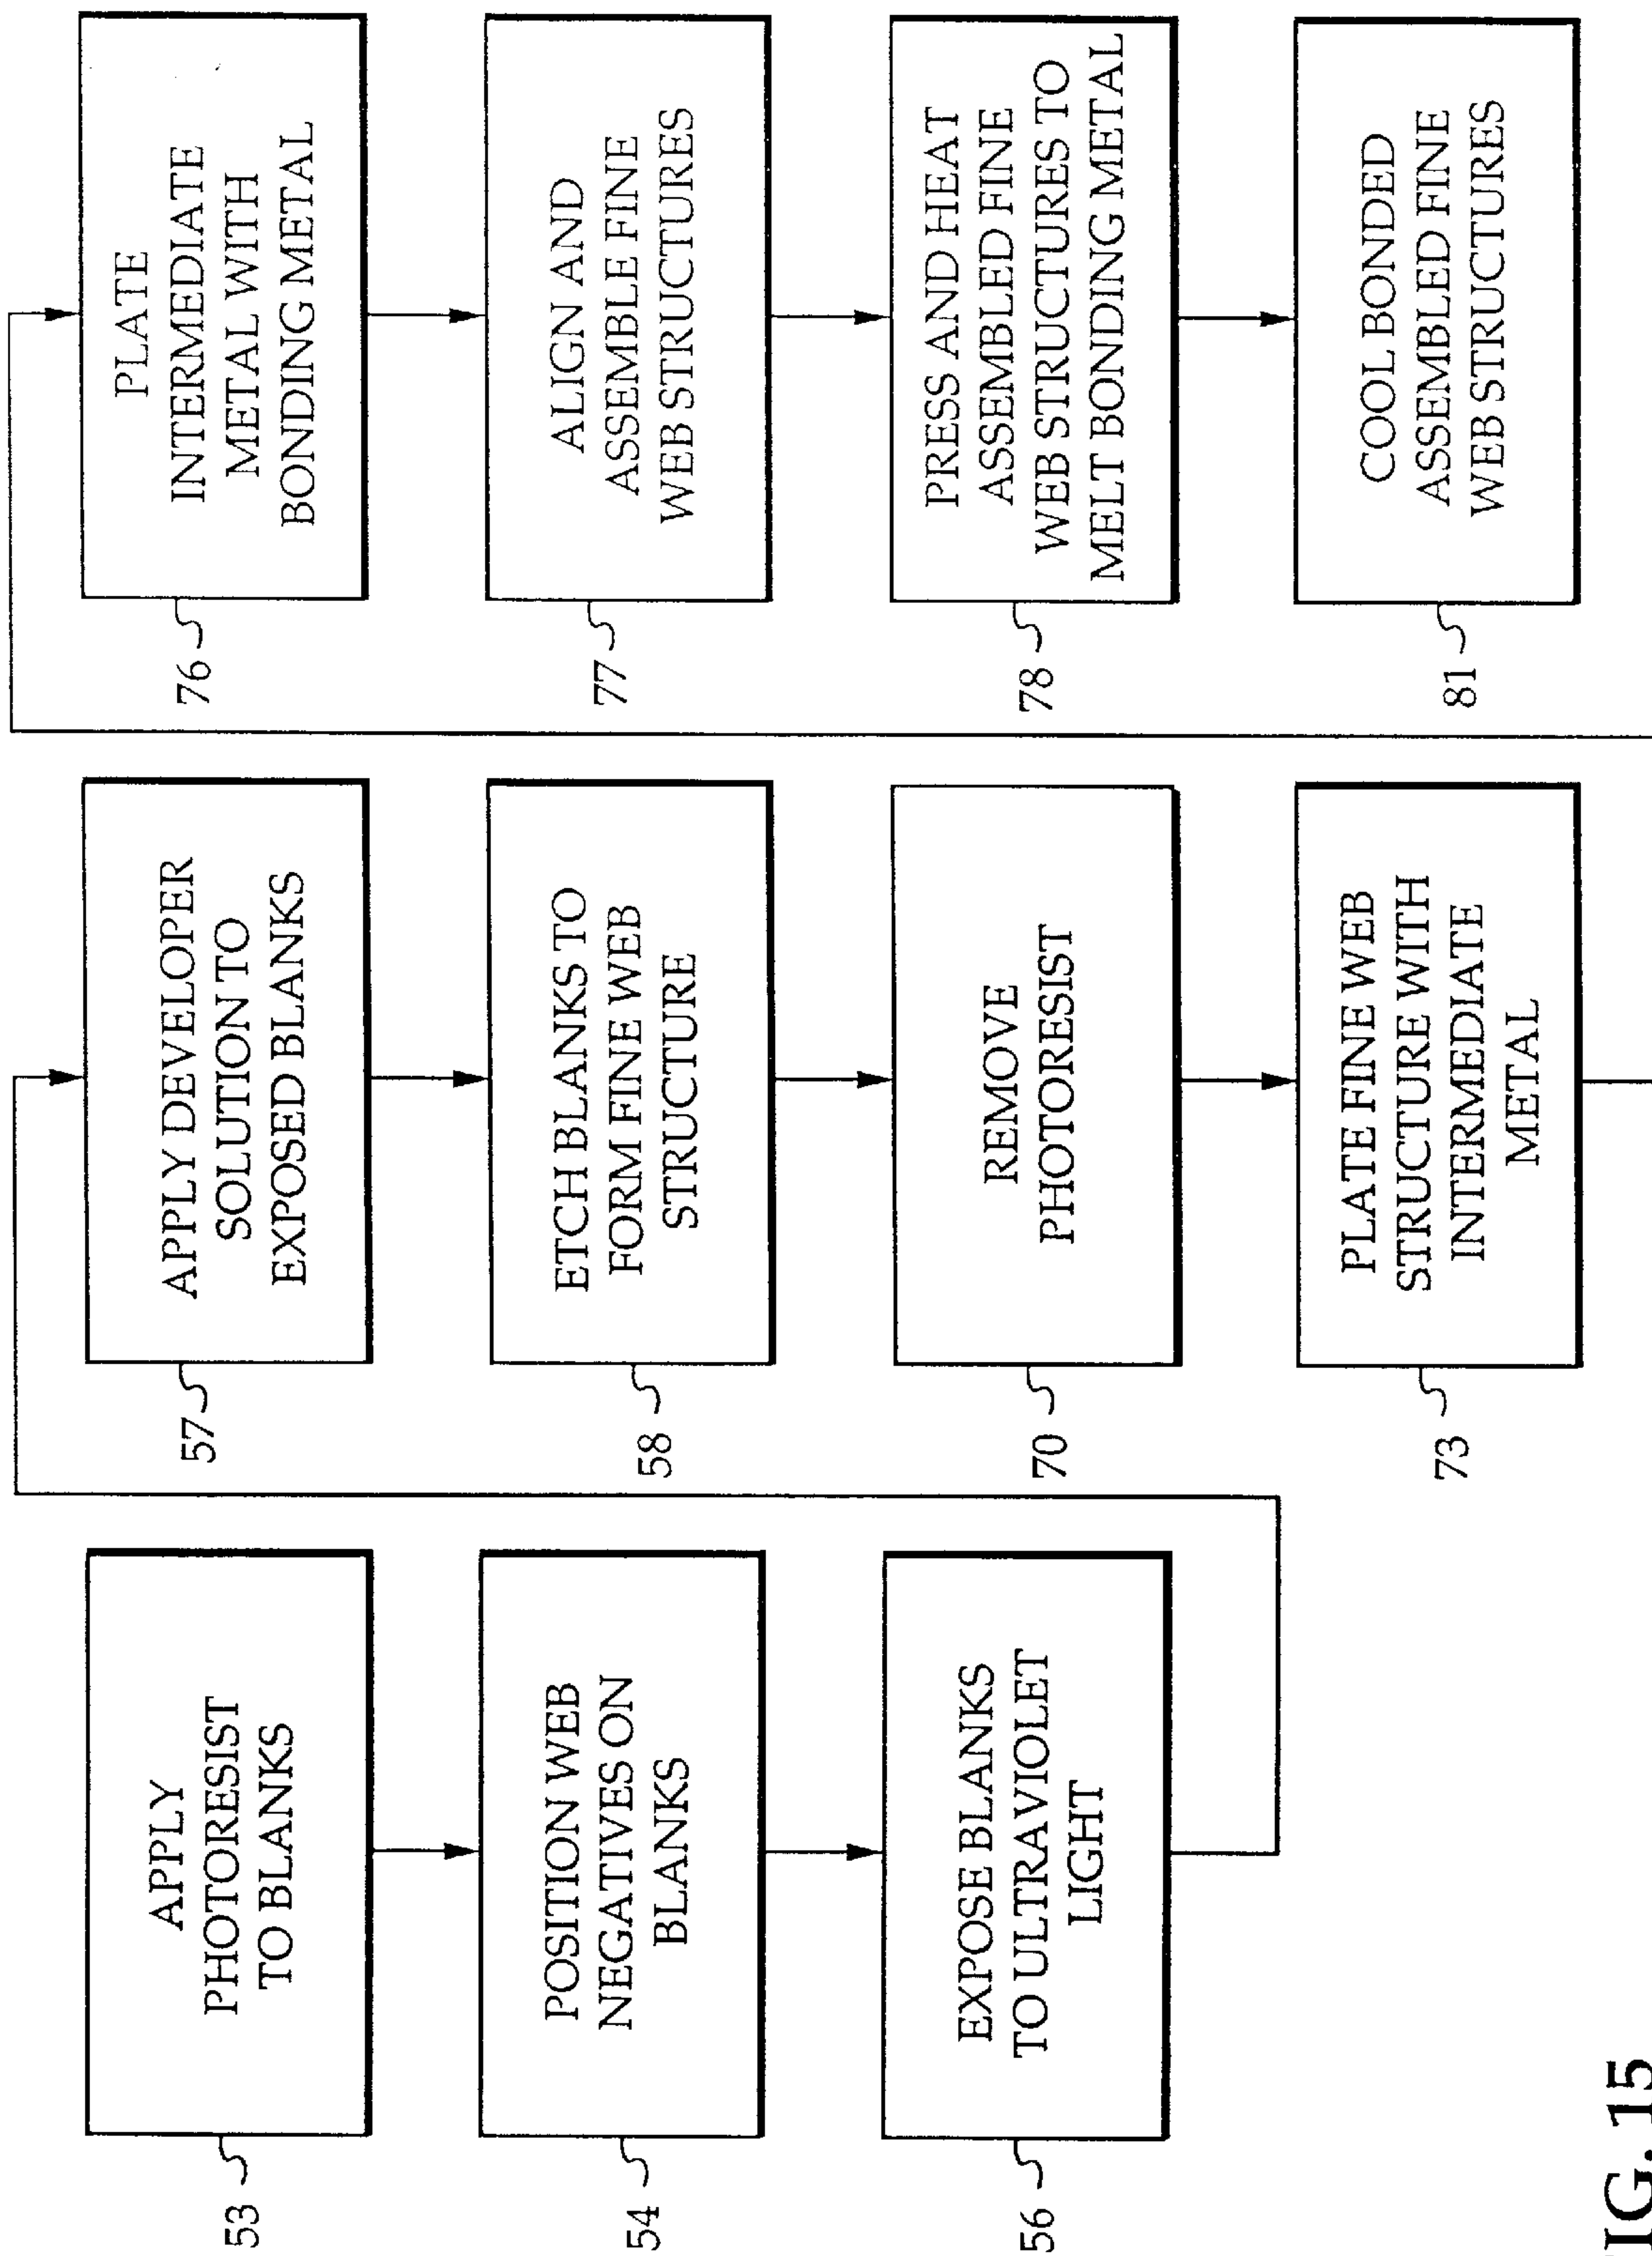 53
APPLY
PHOTORESIST
TO BLANKS
54
POSITION WEB
NEGATIVES ON
BLANKS
56
EXPOSE BLANKS
TO ULTRAVIOLET
LIGHT
57
APPLY DEVELOPER
SOLUTION TO
EXPOSED BLANKS
58
ETCH BLANKS TO
FORM FINE WEB
STRUCTURE
70
REMOVE
PHOTORESIST
73
PLATE FINE WEB
STRUCTURE WITH
INTERMEDIATE
METAL
76
PLATE
INTERMEDIATE
METAL WITH
BONDING METAL
77
ALIGN AND
ASSEMBLE FINE
WEB STRUCTURES
78
PRESS AND HEAT
ASSEMBLED FINE
WEB STRUCTURES TO
MELT BONDING METAL
81
COOL BONDED
ASSEMBLED FINE
WEB STRUCTURES
IG. 15